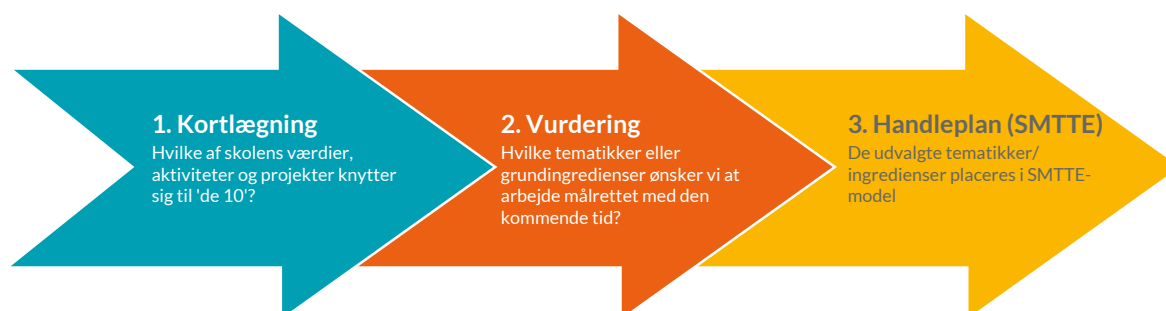 1. Kortlægning
Hvilke af skolens værdier,
aktiviteter og projekter knytter
sig til 'de 10'?
2. Vurdering
Hvilke tematikker eller
grundingredienser ønsker vi at
arbejde målrettet med den
kommende tid?
3. Handleplan (SMTTE)
De udvalgte tematikker/
ingredienser placeres i SMTTE-
model